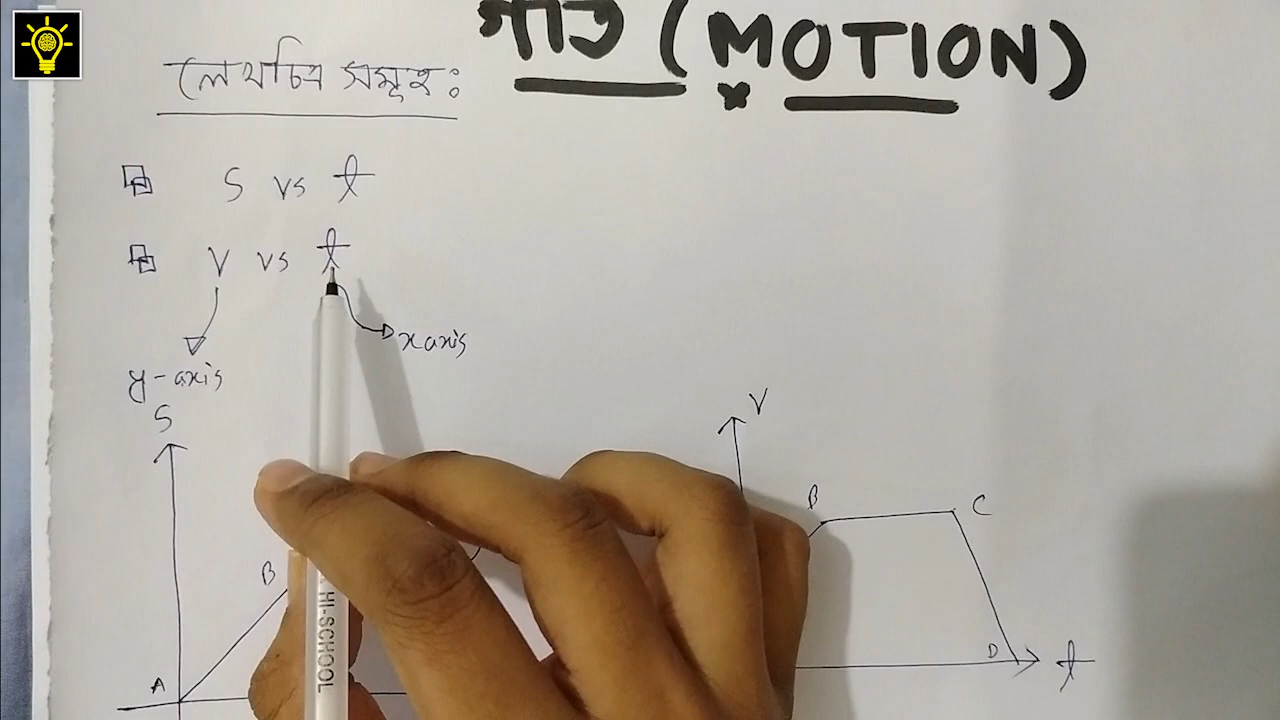 গতি (MOTION)
লেখচিত্র সমূহঃ
S vs t
V vs t
x axis
y-axis
S
V
B
C
B
HI-SCHOOL
A
D
t